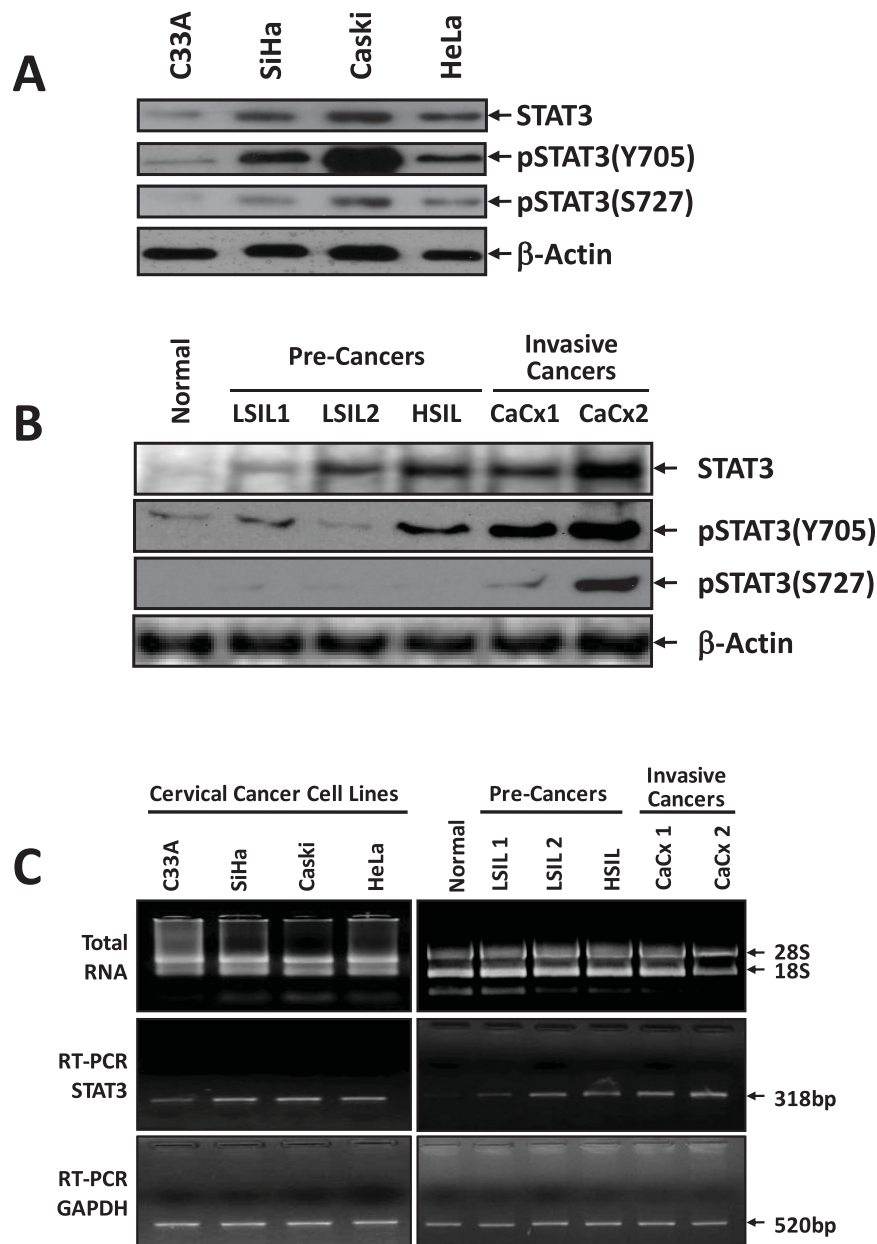 A
C33A
SiHa
Caski
HeLa
STAT3
pSTAT3(Y705)
pSTAT3(S727)
β-Actin
B
Normal
Pre-Cancers
Invasive
Cancers
LSIL1
LSIL2
HSIL
CaCx1
CaCx2
STAT3
pSTAT3(Y705)
pSTAT3(S727)
β-Actin
C
Cervical Cancer Cell Lines
Pre-Cancers
Invasive
Cancers
C33A
SiHa
Caski
HeLa
Normal
LSIL 1
LSIL 2
HSIL
CaCx 1
CaCx 2
Total
RNA
28S
18S
RT-PCR
STAT3
318bp
RT-PCR
GAPDH
520bp